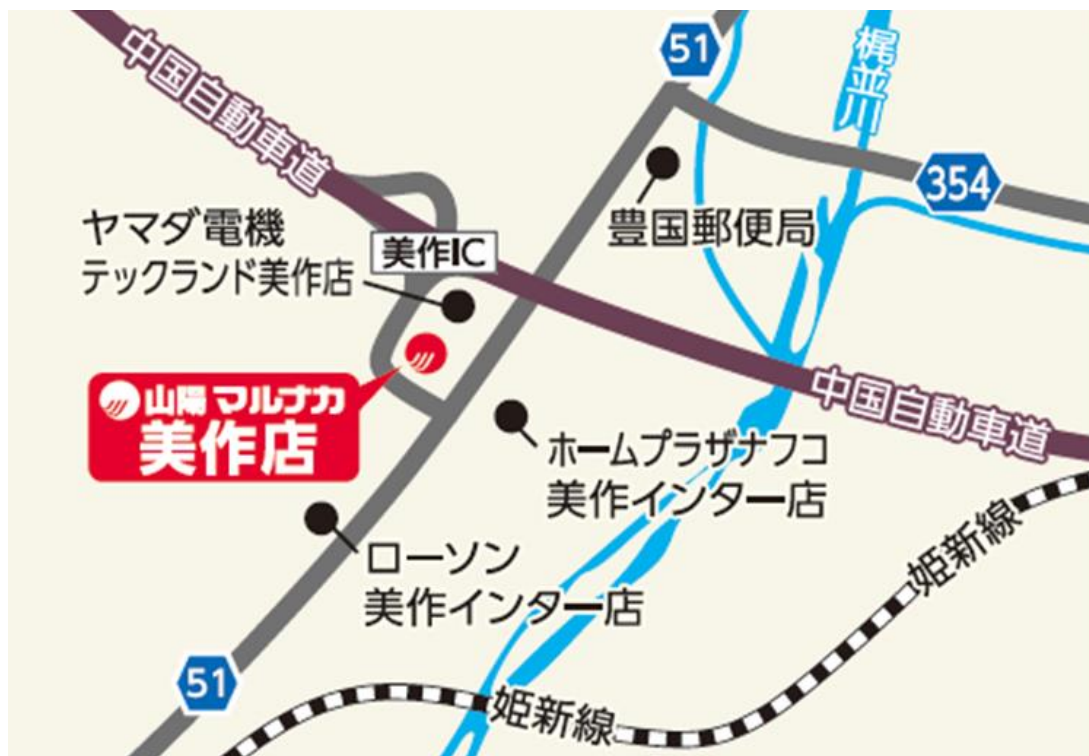 51
梶並川
中国自動車道
354
ヤマダ電機
テックランド美作店
美作IC
豊国郵便局
山陽 マルナカ
美作店
中国自動車道
ホームプラザナフコ
美作インター店
姫新線
ローソン
美作インター店
51
姫新線